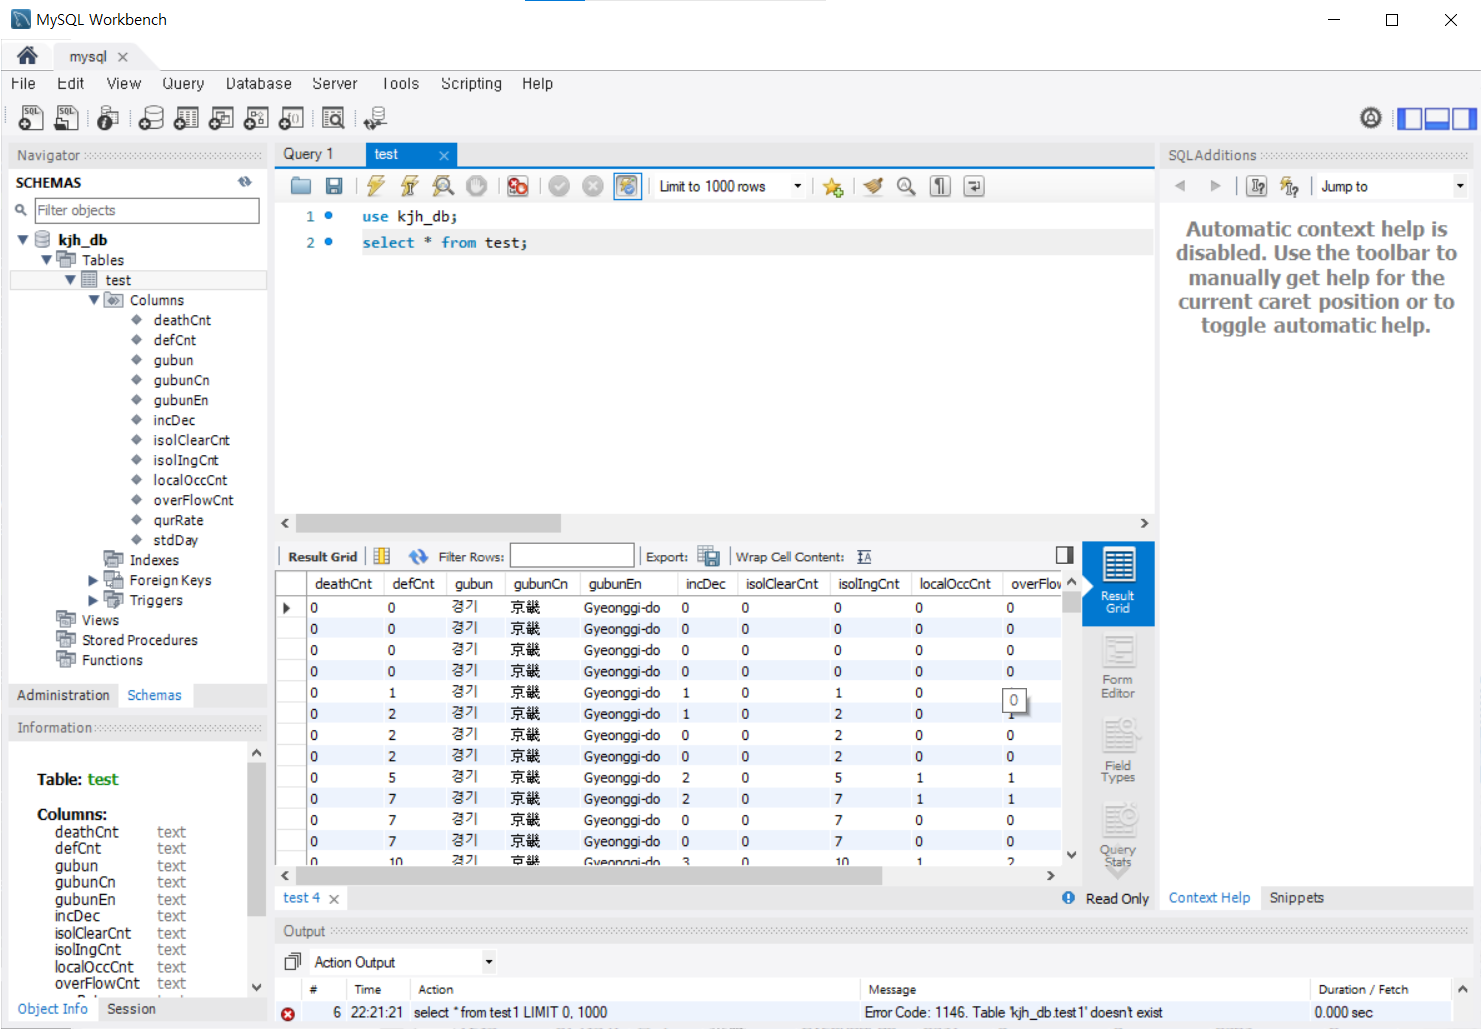 MySQL Workbench
mysql
File Edit View Query Database Server Tools Scripting Help
Navigator
SCHEMAS
Filter objects
kjh_db
Tables
test
Columns
deathCnt
defCnt
gubun
gubunCn
gubunEn
incDec
isolClearCnt
isolIngCnt
localOccCnt
overFlowCnt
qurRate
stdDay
Indexes
Foreign Keys
Triggers
Views
Stored Procedures
Functions
Administration Schemas
Information
Table: test
Columns:
deathCnt text
defCnt text
gubun text
gubunCn text
gubunEn text
incDec text
isolClearCnt text
isolIngCnt text
localOccCnt text
overFlowCnt text
Object Info Session
Query 1 test
Limit to 1000 rows
1 use kjh_db;
2 select * from test;
Result Grid Filter Rows: Export: Wrap Cell Content:
deathCnt defCnt gubun gubunCn gubunEn incDec isolClearCnt isolIngCnt localOccCnt overFlow
0 0 경기 京畿 Gyeonggi-do 0 0 0 0 0
0 0 경기 京畿 Gyeonggi-do 0 0 0 0 0
0 0 경기 京畿 Gyeonggi-do 0 0 0 0 0
0 0 경기 京畿 Gyeonggi-do 0 0 0 0 0
0 1 경기 京畿 Gyeonggi-do 1 0 1 0
0 2 경기 京畿 Gyeonggi-do 1 0 2 0 1
0
0 2 경기 京畿 Gyeonggi-do 0 0 2 0 0
0 2 경기 京畿 Gyeonggi-do 0 0 2 0 0
0 5 경기 京畿 Gyeonggi-do 2 0 5 1 1
0 7 경기 京畿 Gyeonggi-do 2 0 7 1 1
0 7 경기 京畿 Gyeonggi-do 0 0 7 0 0
0 7 경기 京畿 Gyeonggi-do 0 0 7 0 0
0 10 경기 京畿 Gyeonggi-do 3 0 10 1 2
Result
Grid
Form
Editor
Field
Types
Query
Stats
test 4
Read Only
SQLAdditions
Jump to
Automatic context help is
disabled. Use the toolbar to
manually get help for the
current caret position or to
toggle automatic help.
Context Help Snippets
Output
Action Output
# Time Action Message Duration / Fetch
6 22:21:21 select * from test1 LIMIT 0, 1000 Error Code: 1146. Table 'kjh_db.test1' doesn't exist 0.000 sec